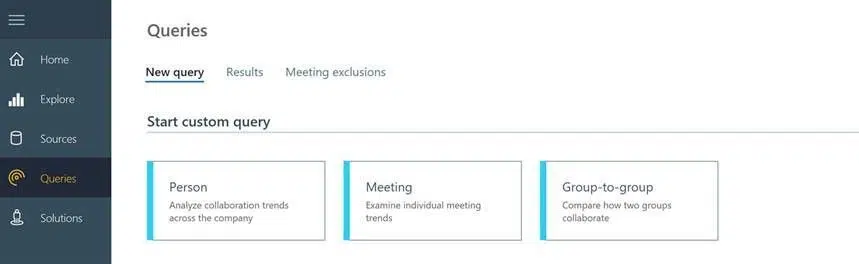 Home
Explore
Sources
Queries
Solutions
Queries
New query Results Meeting exclusions
Start custom query
Person
Analyze collaboration trends
across the company
Meeting
Examine individual meeting
trends
Group-to-group
Compare how two groups
collaborate